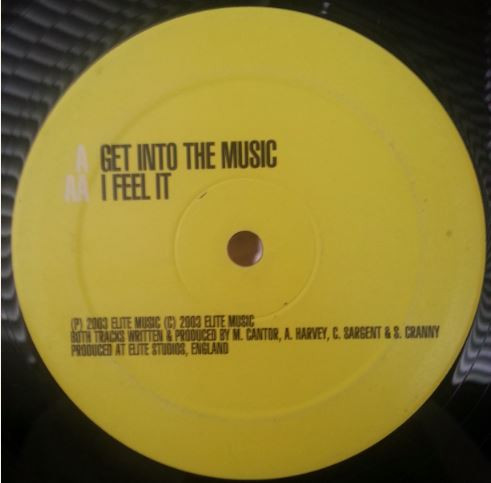 A GET INTO THE MUSIC
AA I FEEL IT
(P) 2003 ELITE MUSIC (C) 2003 ELITE MUSIC
BOTH TRACKS WRITTEN & PRODUCED BY M. CANTOR, A. HARVEY, C. SARGENT & S. CRANNY
PRODUCED AT ELITE STUDIOS, ENGLAND